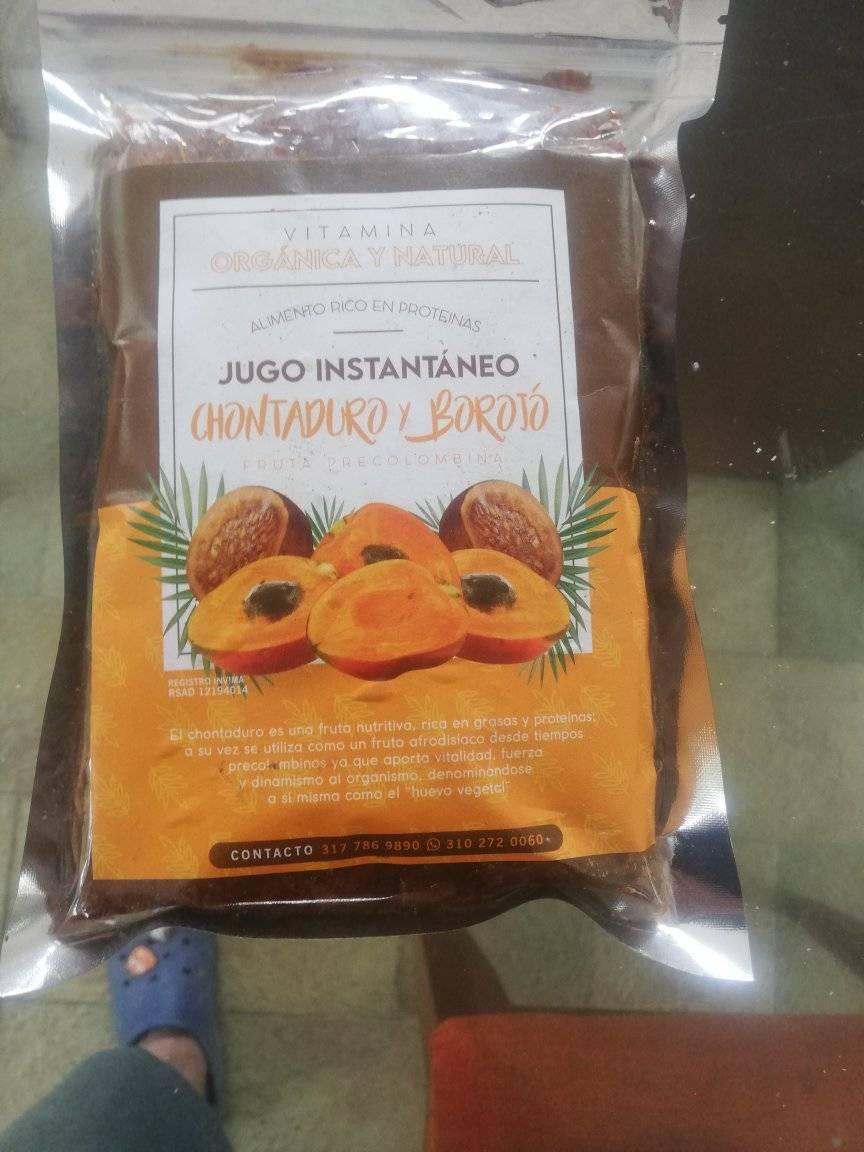 VITAMINA
ORGÁNICA Y NATURAL
ALIMENTO RICO EN PROTEINAS
JUGO INSTANTÁNEO
CHONTADURO Y BOROJÓ
FRUTA PRECOLOMBINA
REGISTRO INVIMA
RSAD 12194014
El chontaduro es una fruta nutritiva, rica en grasas y proteinas;
a su vez se utiliza como un fruto afrodisiaco desde tiempos
precolombinos ya que aporta vitalidad, fuerza
y dinamismo al organismo, denominandose
a si misma como el "huevo vegetal"
CONTACTO 317 786 9890 310 272 0060